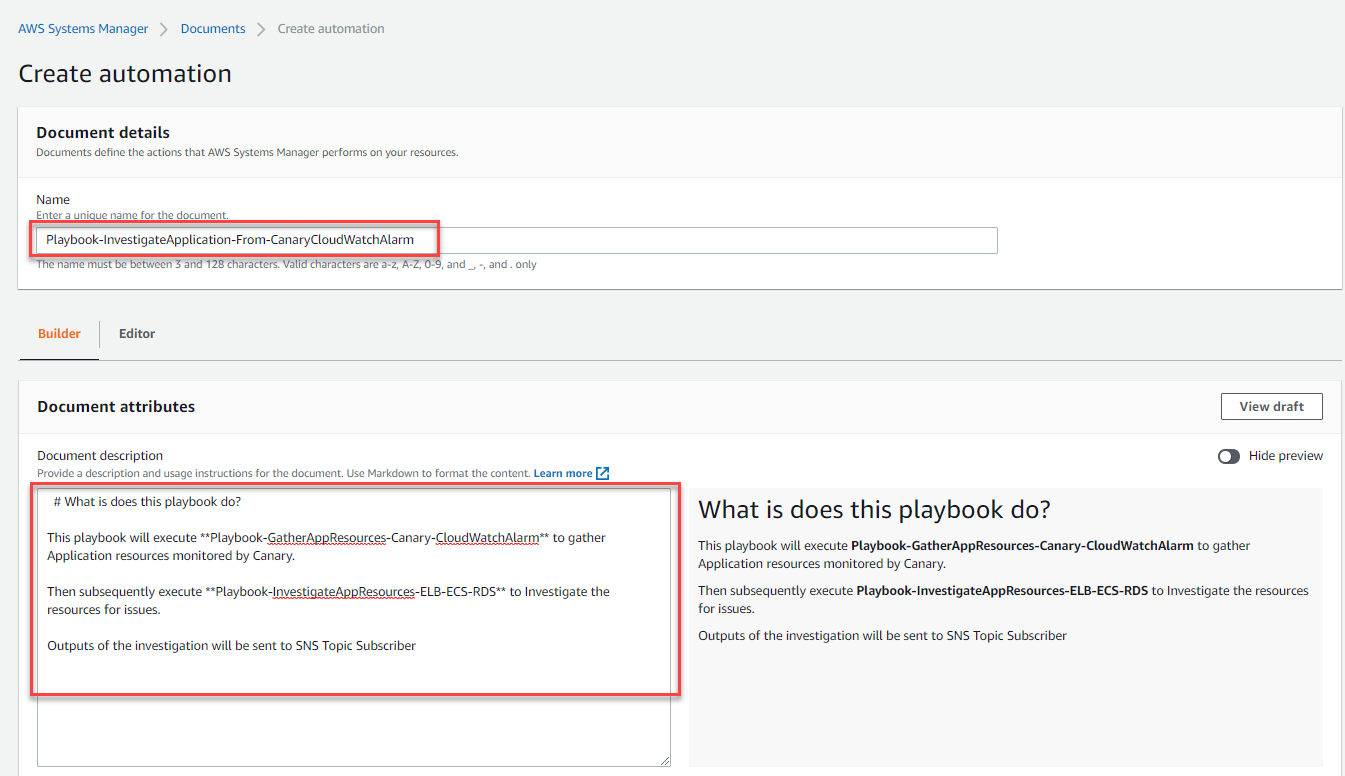 AWS Systems Manager > Documents > Create automation
Create automation
Document details
Documents define the actions that AWS Systems Manager performs on your resources.
Name
Enter a unique name for the document.
Playbook-InvestigateApplication-From-CanaryCloudWatchAlarm
The name must be between 3 and 128 characters. Valid characters are a-z, A-Z, 0-9, and _, -, and . only
Builder
Editor
Document attributes
View draft
Document description
Provide a description and usage instructions for the document. Use Markdown to format the content. Learn more
Hide preview
# What is does this playbook do?
This playbook will execute **Playbook-GatherAppResources-Canary-CloudWatchAlarm** to gather
Application resources monitored by Canary.
Then subsequently execute **Playbook-InvestigateAppResources-ELB-ECS-RDS** to Investigate the
resources for issues.
Outputs of the investigation will be sent to SNS Topic Subscriber
What is does this playbook do?
This playbook will execute Playbook-GatherAppResources-Canary-CloudWatchAlarm to gather
Application resources monitored by Canary.
Then subsequently execute Playbook-InvestigateAppResources-ELB-ECS-RDS to Investigate the resources
for issues.
Outputs of the investigation will be sent to SNS Topic Subscriber